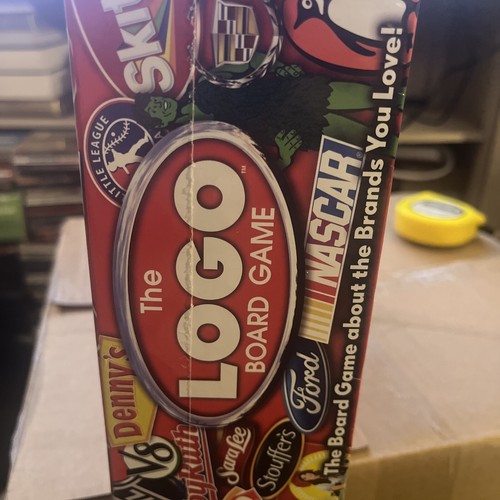 Skit
LITTLE LEAGUE
The
LOGO™
BOARD GAME
NASCAR
Denny's
V8
Ford
Sara Lee
Stouffer's
The Board Game about the Brands You Love!